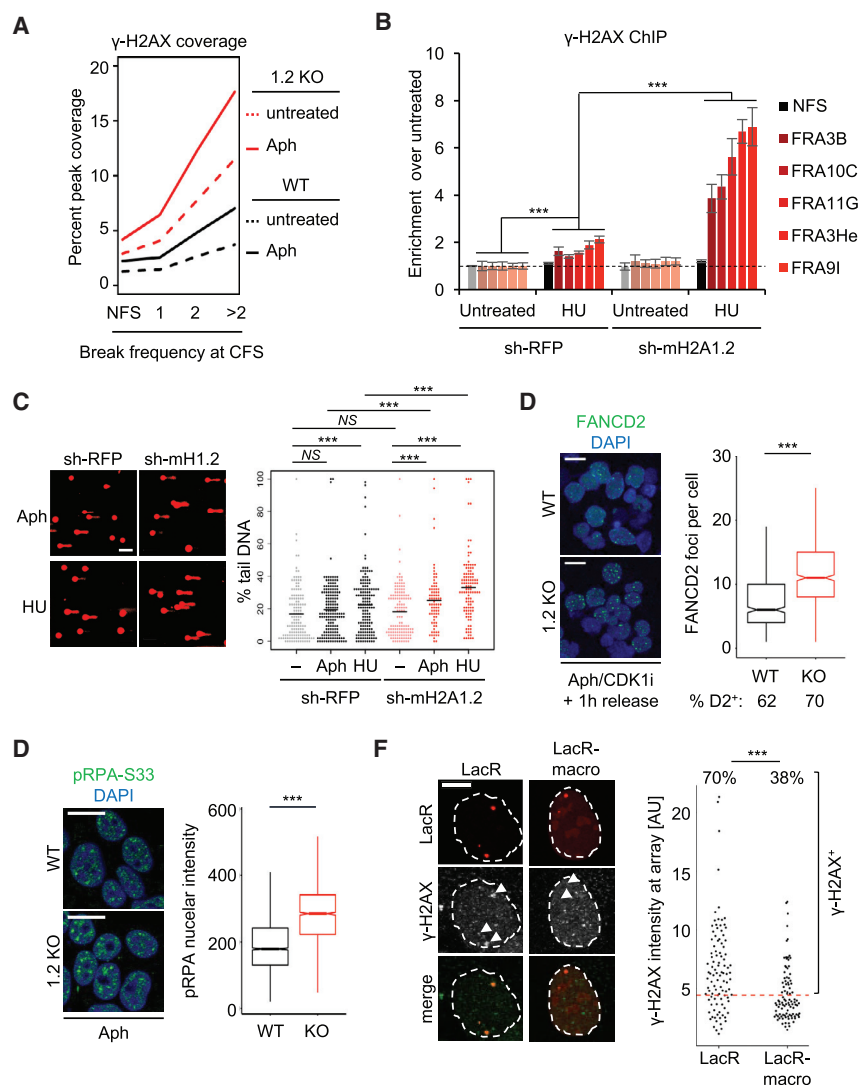 A
γ-H2AX coverage
Percent peak coverage
20
15
10
5
0
NFS 1 2 >2
Break frequency at CFS
1.2 KO
untreated
Aph
WT
untreated
Aph
B
γ-H2AX ChIP
Enrichment over untreated
10
8
6
4
2
0
***
***
Untreated HU Untreated HU
sh-RFP sh-mH2A1.2
NFS
FRA3B
FRA10C
FRA11G
FRA3He
FRA9I
C
sh-RFP sh-mH1.2
Aph
HU
***
***
NS
*** ***
NS ***
% tail DNA
100
80
60
40
20
0
– Aph HU – Aph HU
sh-RFP sh-mH2A1.2
D
FANCD2
DAPI
WT
1.2 KO
Aph/CDK1i
+ 1h release
FANCD2 foci per cell
30
20
10
0
***
WT KO
% D2⁺: 62 70
D
pRPA-S33
DAPI
WT
1.2 KO
Aph
pRPA nucelar intensity
600
400
200
0
***
WT KO
F
LacR LacR-
macro
LacR
γ-H2AX
merge
γ-H2AX intensity at array [AU]
***
70% 38%
20
15
10
5
γ-H2AX⁺
LacR LacR-
macro